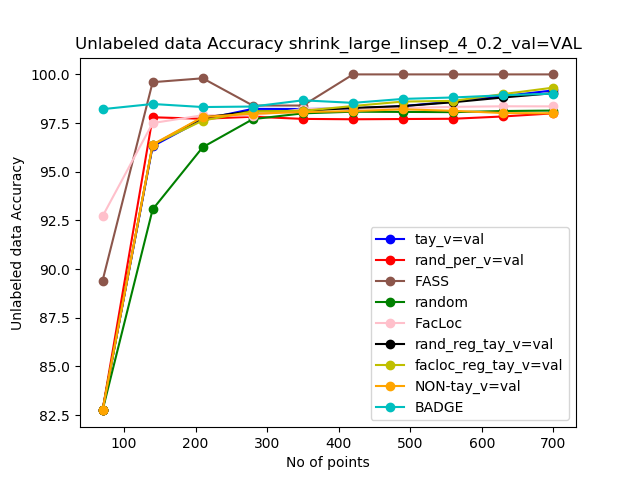 Unlabeled data Accuracy shrink_large_linsep_4_0.2_val=VAL
Unlabeled data Accuracy
100.0
97.5
95.0
92.5
90.0
87.5
85.0
82.5
tay_v=val
rand_per_v=val
FASS
random
FacLoc
rand_reg_tay_v=val
facloc_reg_tay_v=val
NON-tay_v=val
BADGE
100
200
300
400
500
600
700
No of points